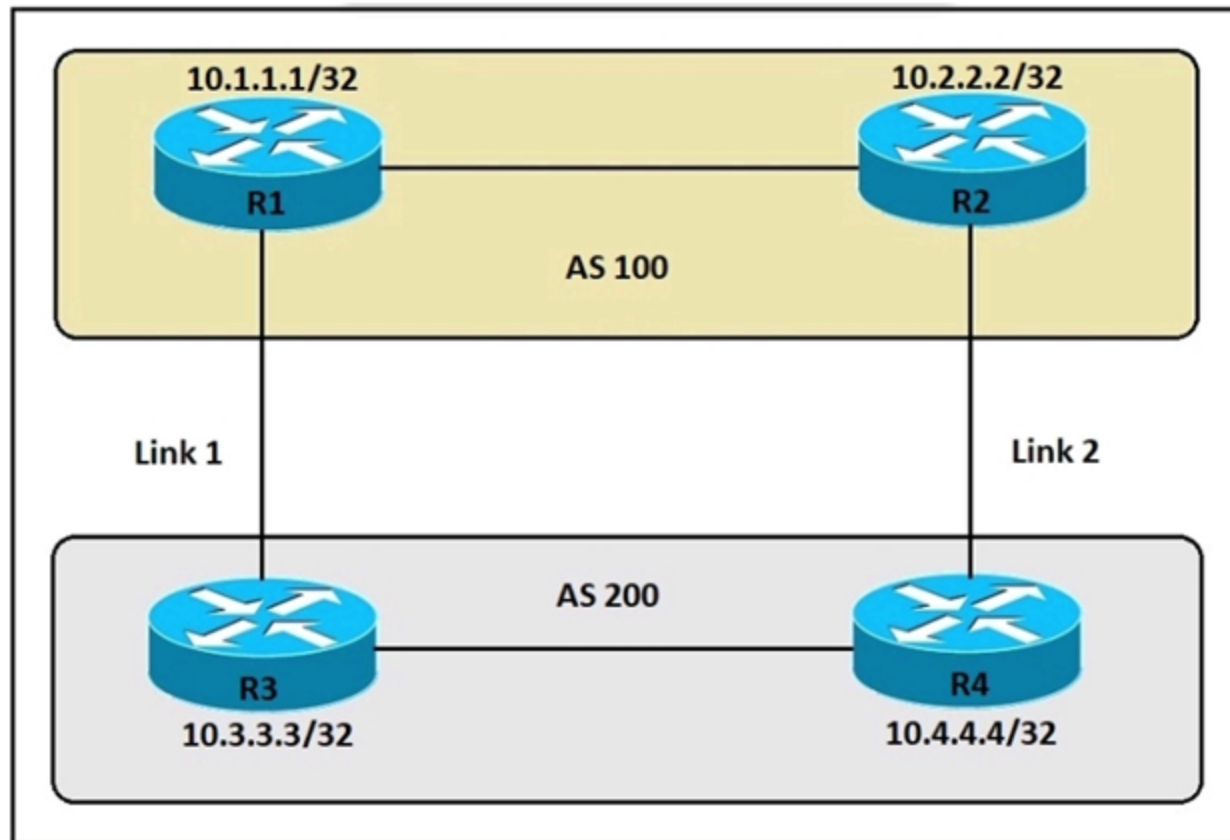 10.1.1.1/32
10.2.2.2/32
R1
R2
AS 100
Link 1
Link 2
AS 200
R3
R4
10.3.3.3/32
10.4.4.4/32